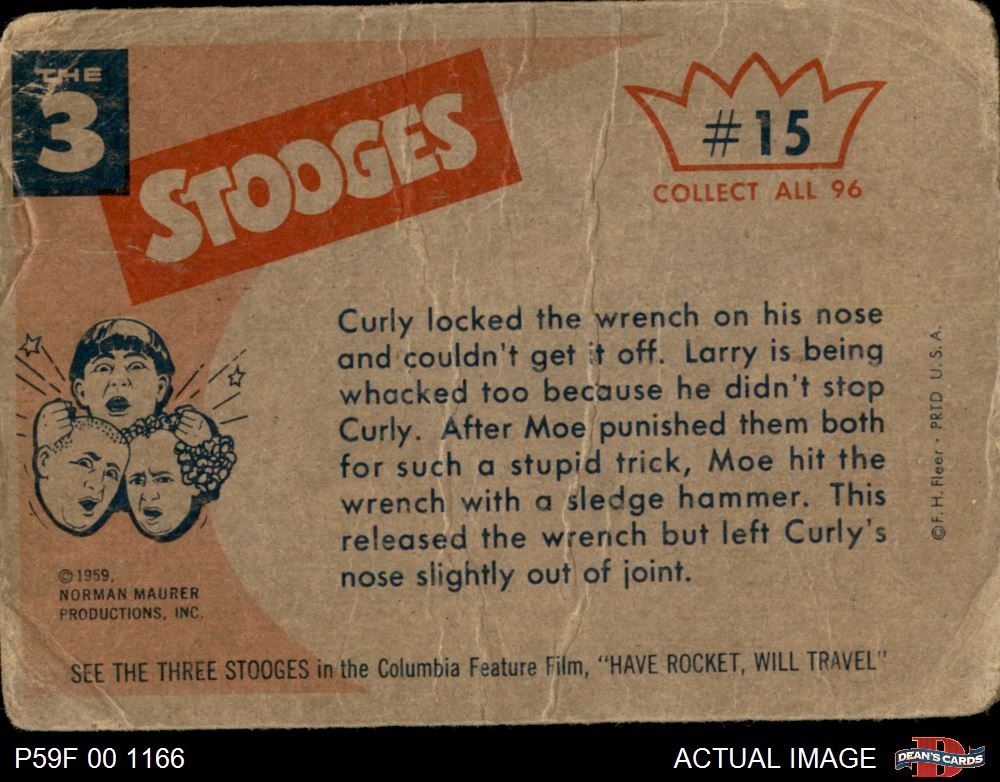 THE
3
STOOGES
#15
COLLECT ALL 96
Curly locked the wrench on his nose
and couldn't get it off. Larry is being
whacked too because he didn't stop
Curly. After Moe punished them both
for such a stupid trick, Moe hit the
wrench with a sledge hammer. This
released the wrench but left Curly's
nose slightly out of joint.
© F. H. Fleer · PRTD U. S. A.
© 1959,
NORMAN MAURER
PRODUCTIONS, INC.
SEE THE THREE STOOGES in the Columbia Feature Film, "HAVE ROCKET, WILL TRAVEL"
P59F 00 1166
ACTUAL IMAGE
D
DEAN'S CARDS